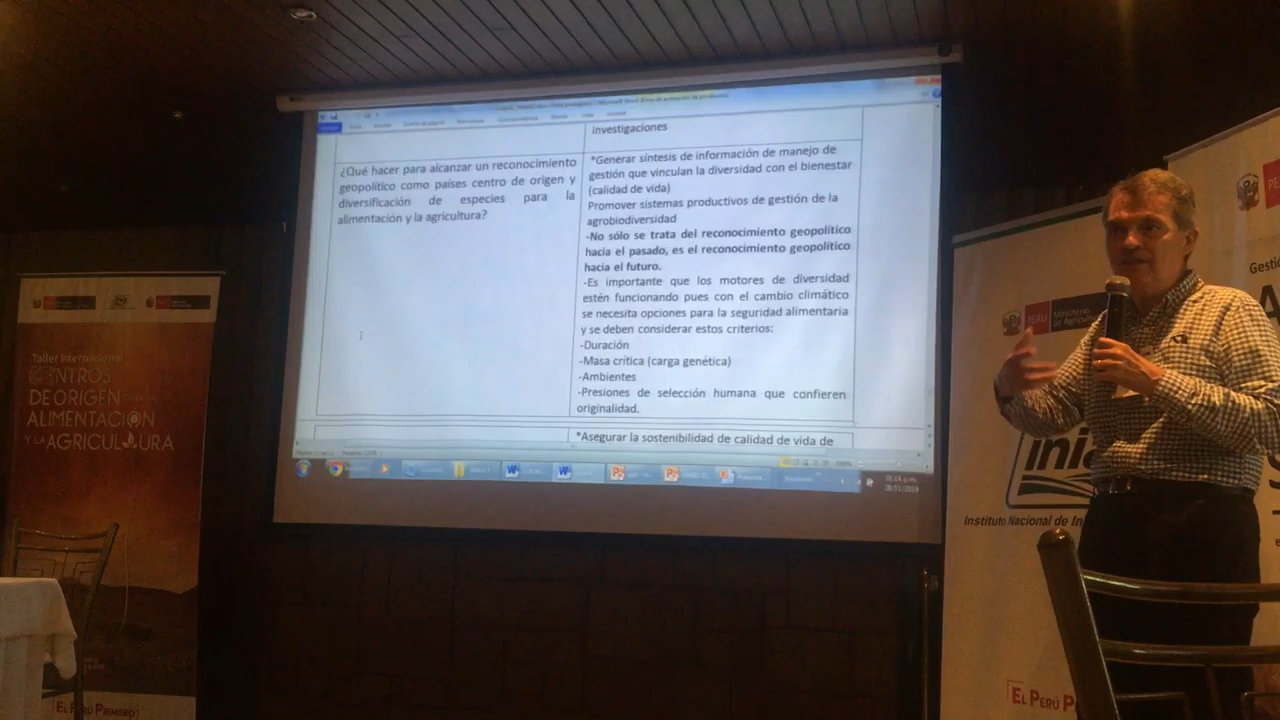 investigaciones
¿Qué hacer para alcanzar un reconocimiento
geopolítico como países centro de origen y
diversificación de especies para la
alimentación y la agricultura?
*Generar síntesis de información de manejo de
gestión que vinculan la diversidad con el bienestar
(calidad de vida)
Promover sistemas productivos de gestión de la
agrobiodiversidad
-No sólo se trata del reconocimiento geopolítico
hacia el pasado, es el reconocimiento geopolítico
hacia el futuro.
-Es importante que los motores de diversidad
estén funcionando pues con el cambio climático
se necesita opciones para la seguridad alimentaria
y se deben considerar estos criterios:
-Duración
-Masa crítica (carga genética)
-Ambientes
-Presiones de selección humana que confieren
originalidad.
*Asegurar la sostenibilidad de calidad de vida de
Taller Internacional
CENTROS
DE ORIGEN
ALIMENTACIÓN
Y LA AGRICULTURA
EL PERÚ PRIMERO
PERÚ
Ministerio
de Agricultu
ini
Instituto Nacional de In
EL PERÚ P
Gesti